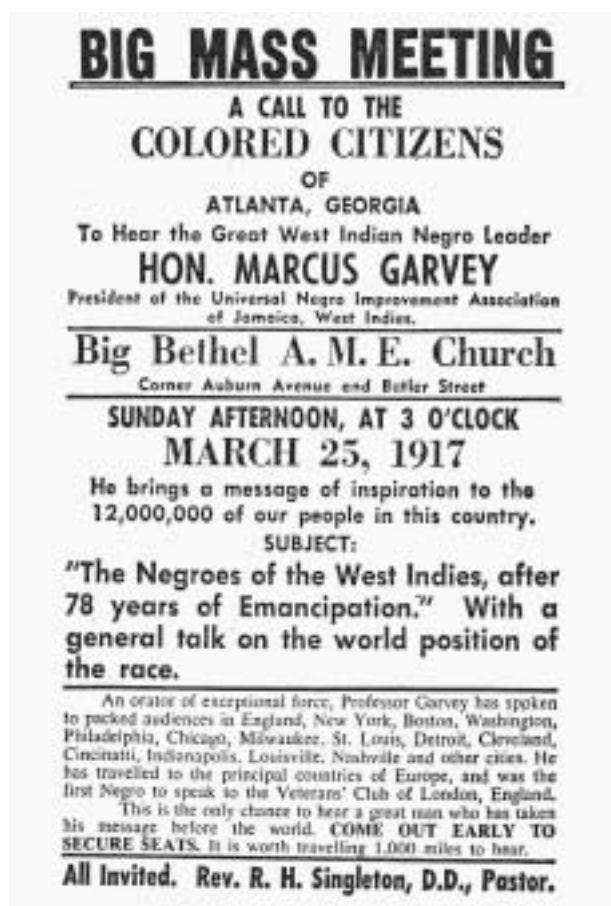 BIG MASS MEETING
A CALL TO THE
COLORED CITIZENS
OF
ATLANTA, GEORGIA
To Hear the Great West Indian Negro Leader
HON. MARCUS GARVEY
President of the Universal Negro Improvement Association
of Jamaica, West Indies.
Big Bethel A. M. E. Church
Corner Auburn Avenue and Butler Street
SUNDAY AFTERNOON, AT 3 O'CLOCK
MARCH 25, 1917
He brings a message of inspiration to the
12,000,000 of our people in this country.
SUBJECT:
"The Negroes of the West Indies, after
78 years of Emancipation." With a
general talk on the world position of
the race.
An orator of exceptional force, Professor Garvey has spoken
to packed audiences in England, New York, Boston, Washington,
Philadelphia, Chicago, Milwaukee, St. Louis, Detroit, Cleveland,
Cincinatti, Indianapolis, Louisville, Nashville and other cities. He
has travelled to the principal countries of Europe, and was the
first Negro to speak to the Veterans' Club of London, England.
This is the only chance to hear a great man who has taken
his message before the world. COME OUT EARLY TO
SECURE SEATS. It is worth travelling 1,000 miles to hear.
All Invited. Rev. R. H. Singleton, D.D., Pastor.